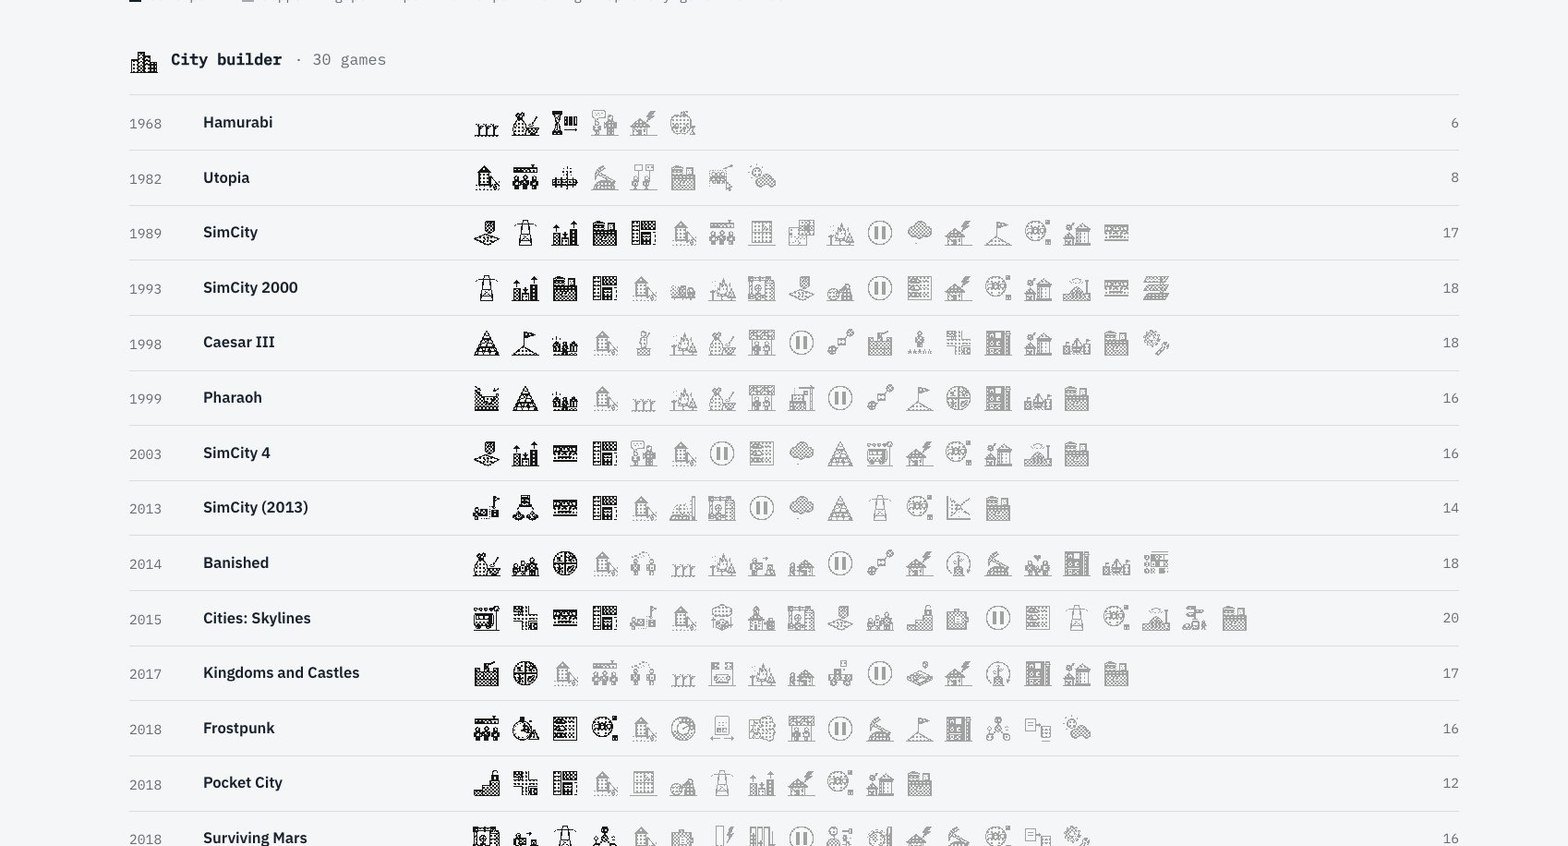 City builder · 30 games
1968 Hamurabi 6
1982 Utopia 8
1989 SimCity 17
1993 SimCity 2000 18
1998 Caesar III 18
1999 Pharaoh 16
2003 SimCity 4 16
2013 SimCity (2013) 14
2014 Banished 18
2015 Cities: Skylines 20
2017 Kingdoms and Castles 17
2018 Frostpunk 16
2018 Pocket City 12
2018 Surviving Mars 16